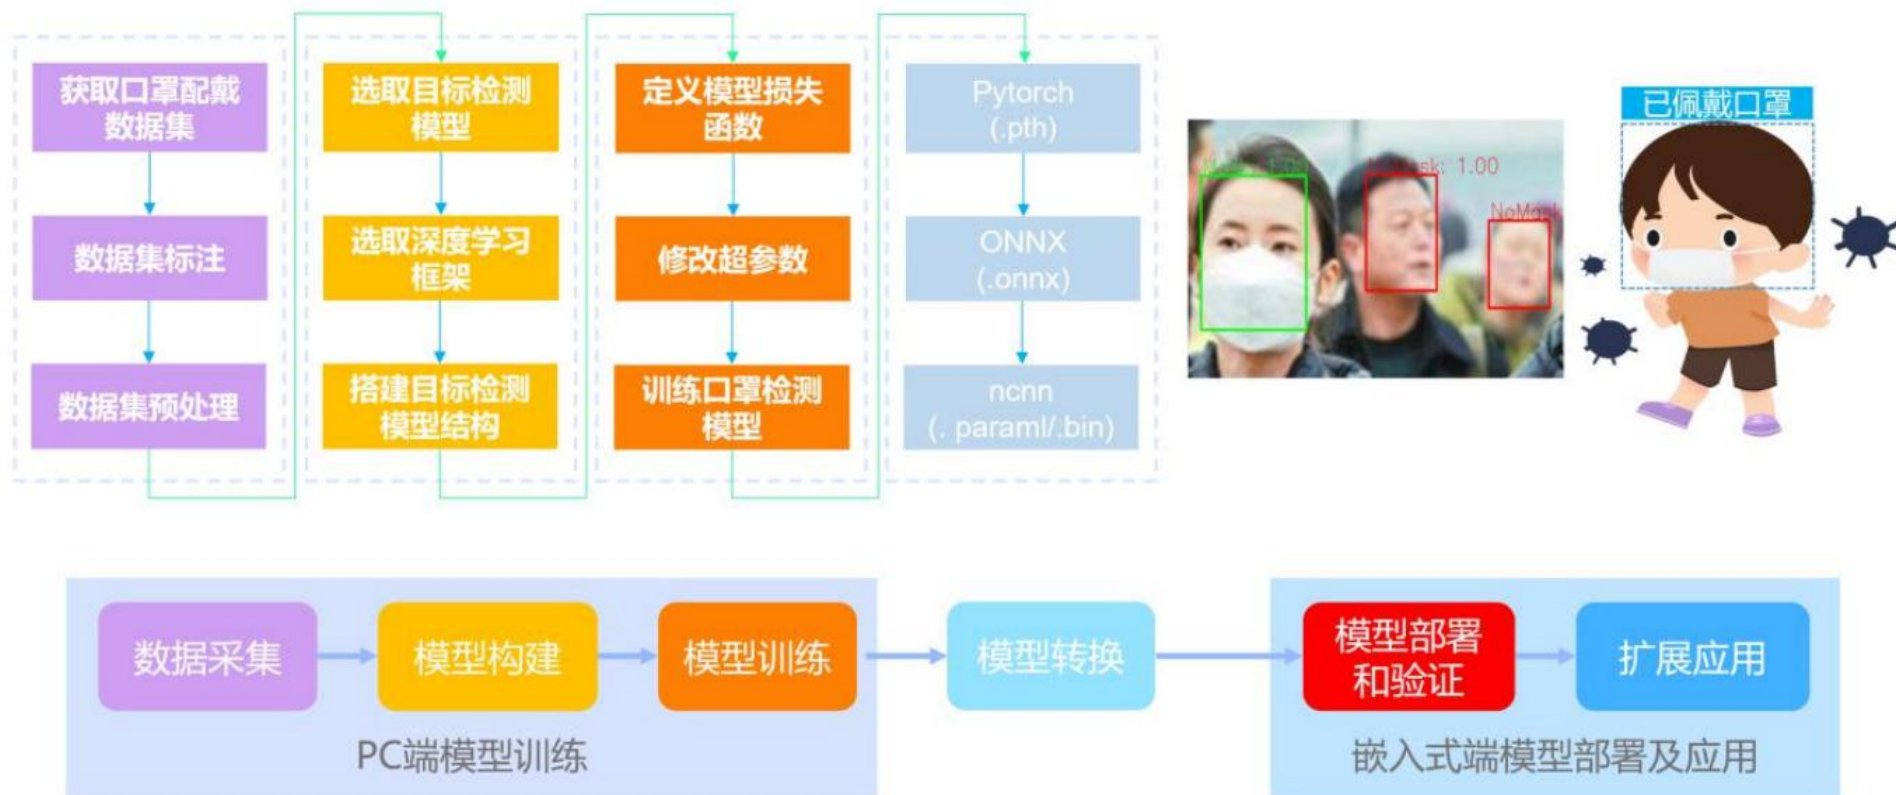 获取口罩配戴
数据集
数据集标注
数据集预处理
选取目标检测
模型
选取深度学习
框架
搭建目标检测
模型结构
定义模型损失
函数
修改超参数
训练口罩检测
模型
Pytorch
(.pth)
ONNX
(.onnx)
ncnn
(. paraml/.bin)
1.00
NoMask
已佩戴口罩
数据采集
模型构建
模型训练
PC端模型训练
模型转换
模型部署
和验证
扩展应用
嵌入式端模型部署及应用